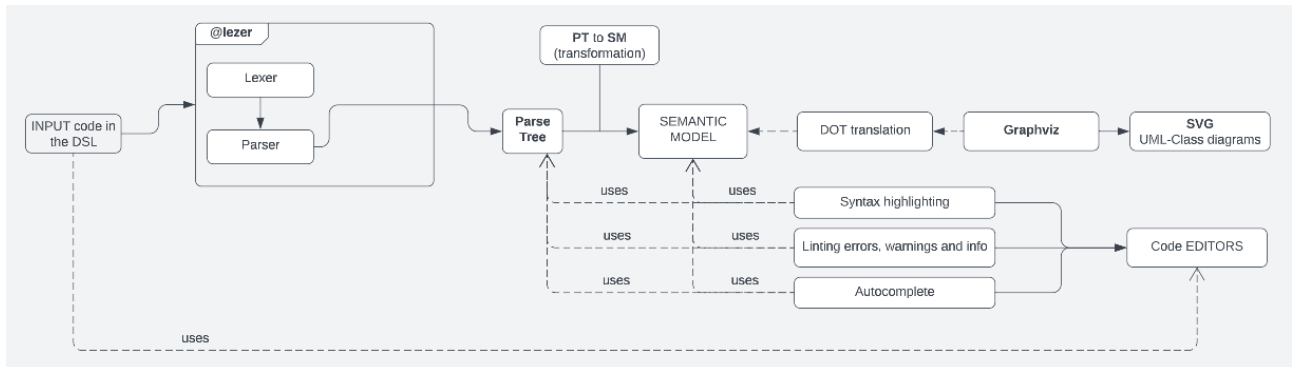 @lezer
Lexer
Parser
INPUT code in
the DSL
PT to SM
(transformation)
Parse
Tree
SEMANTIC
MODEL
DOT translation
Graphviz
SVG
UML-Class diagrams
uses
uses
Syntax highlighting
uses
uses
Linting errors, warnings and info
Code EDITORS
uses
uses
Autocomplete
uses